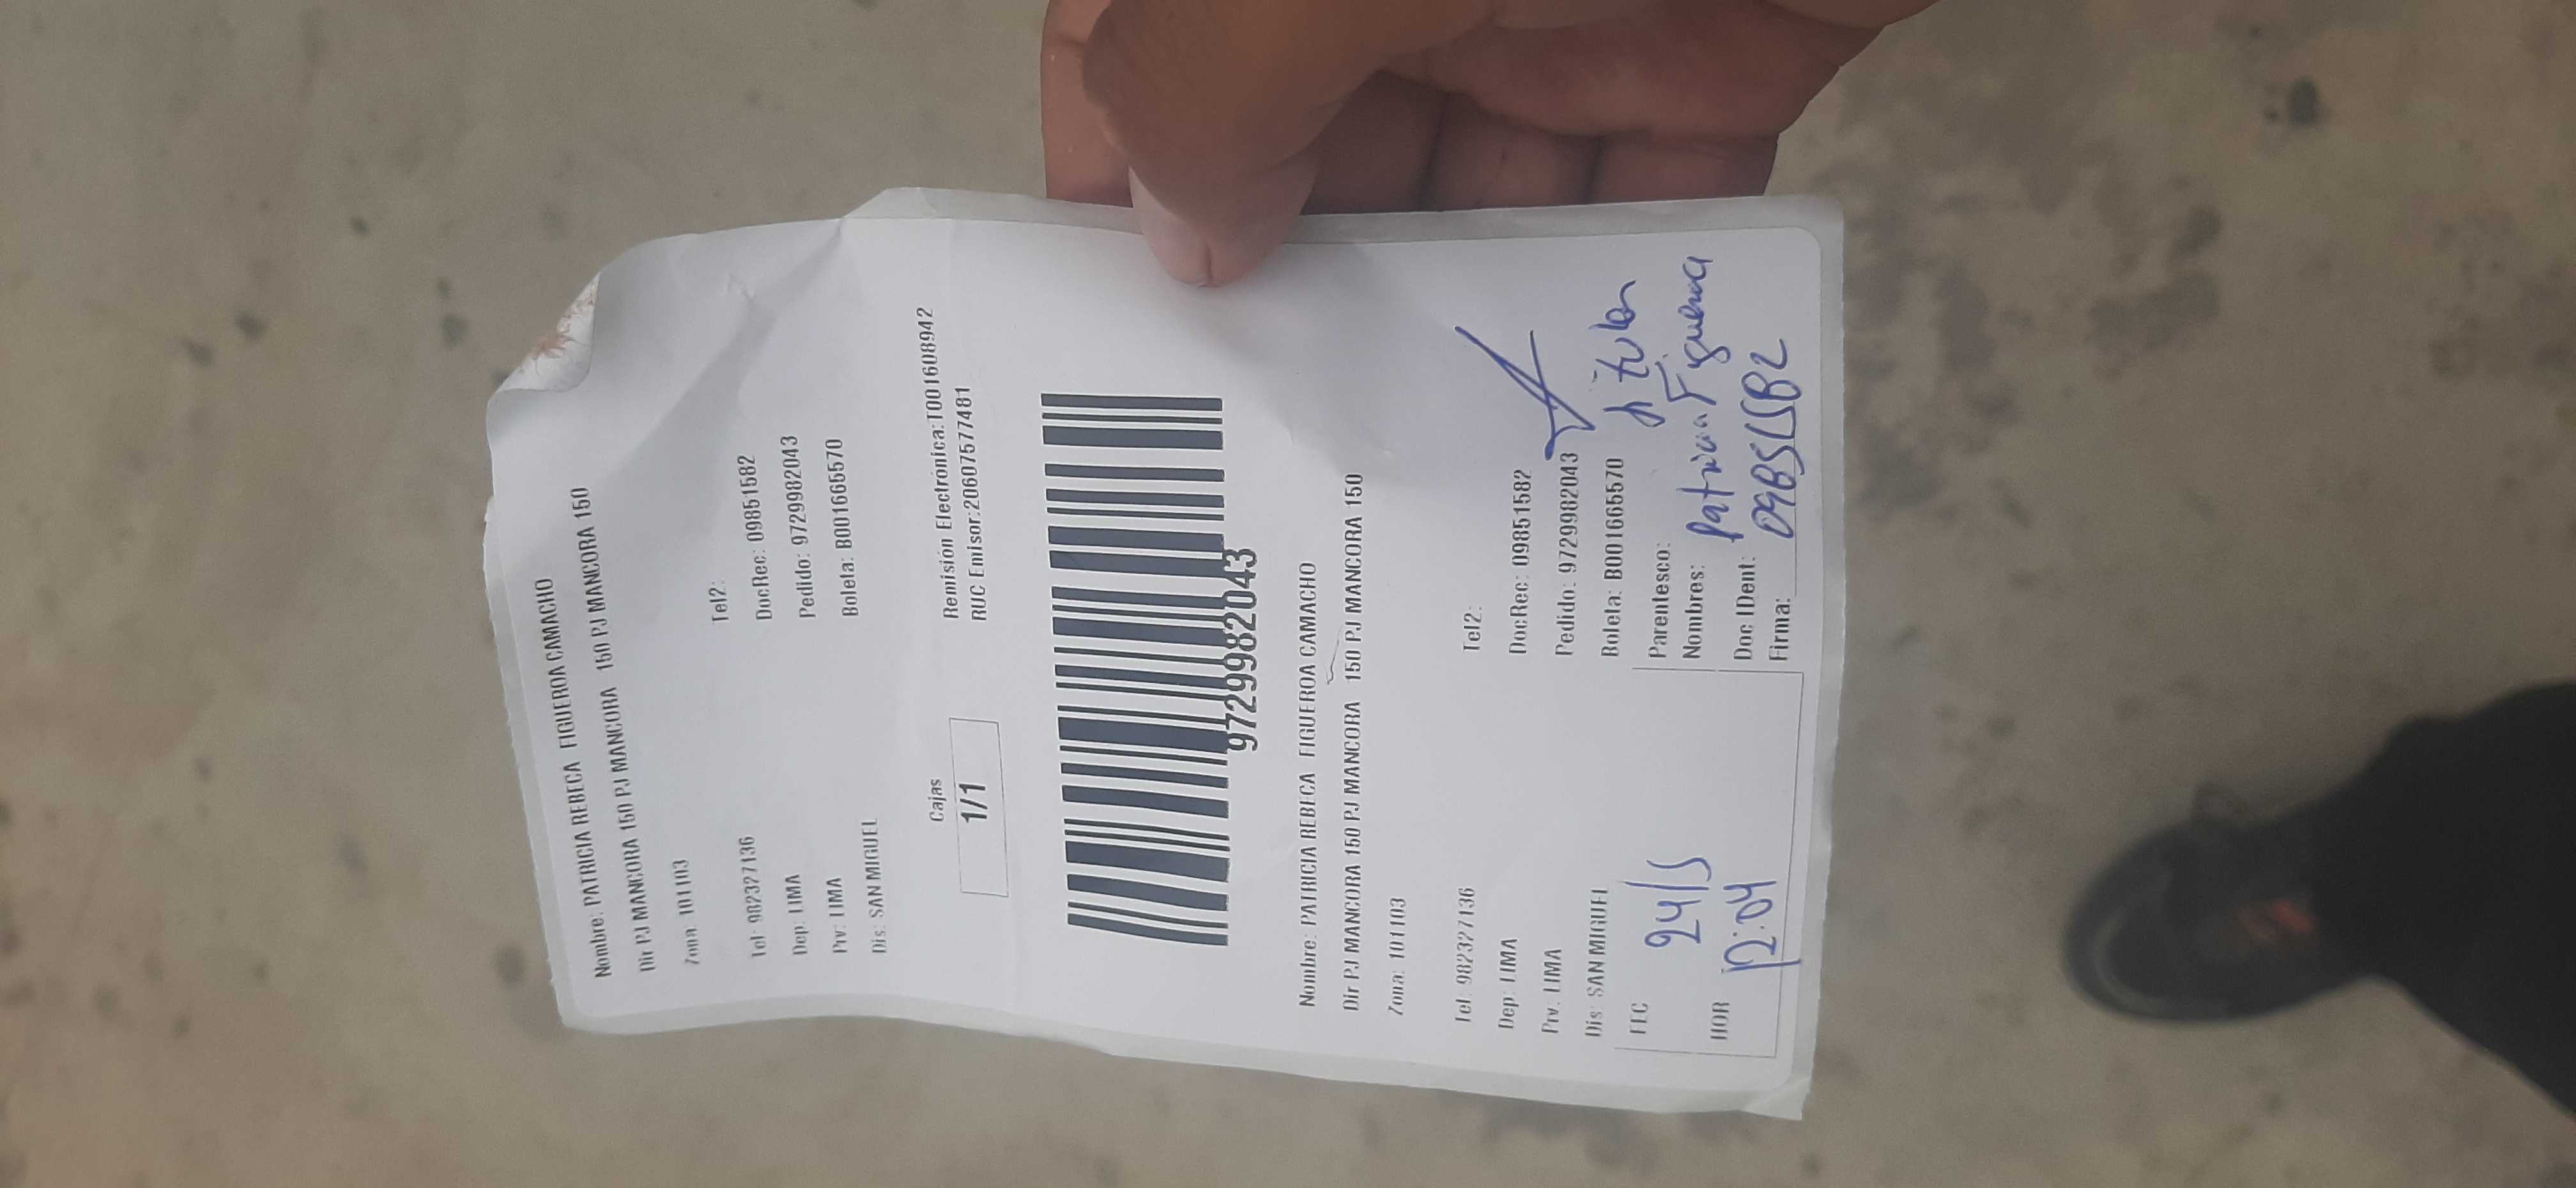 Nombre: PATRICIA REBECA FIGUEROA CAMACHO
Dir PJ MANCORA 150 PJ MANCORA 150 PJ MANCORA 150
Zona: 101103
Tel: 982327136 Tel2:
Dep: LIMA DocRec: 09851582
Prv: LIMA Pedido: 9729982043
Dis: SAN MIGUEL Boleta: B001665570
Cajas Remisión Electrónica:T001608942
1/1 RUC Emisor:20607577481
9729982043
Nombre: PATRICIA REBECA FIGUEROA CAMACHO
Dir PJ MANCORA 150 PJ MANCORA 150 PJ MANCORA 150
Zona: 101103
Tel: 982327136 Tel2:
Dep: LIMA DocRec: 09851582
Prv: LIMA Pedido: 9729982043
Dis: SAN MIGUEL Boleta: B001665570
FEC 24/5 Parentesco: titular
Nombres: Patricia Figueroa
HOR 12:04 Doc IDent:
Firma: